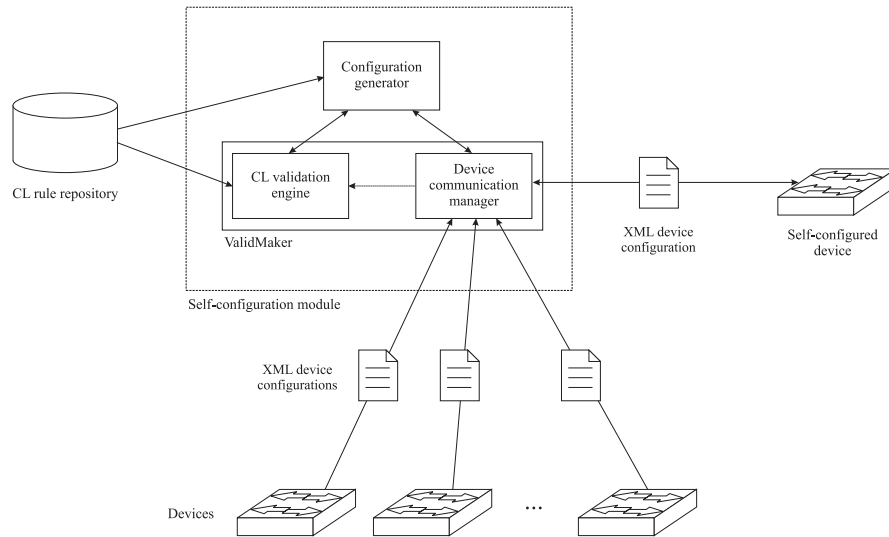 Configuration
generator
CL rule repository
CL validation
engine
Device
communication
manager
ValidMaker
XML device
configuration
Self-configured
device
Self-configuration module
XML device
configurations
Devices
...